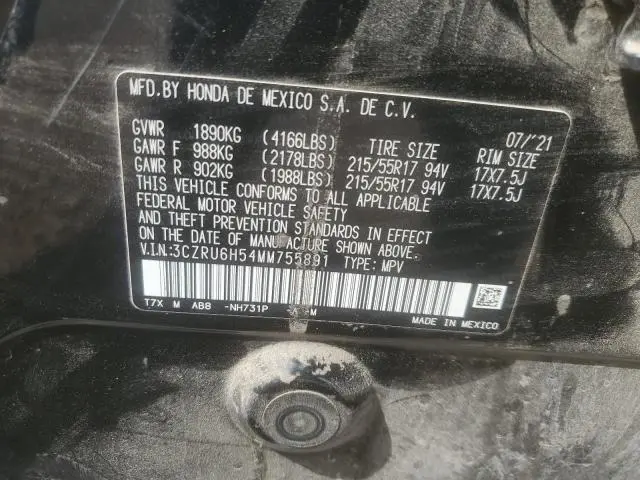 MFD.BY HONDA DE MEXICO S.A. DE C.V.
07/'21
GVWR 1890KG (4166LBS) TIRE SIZE RIM SIZE
GAWR F 988KG (2178LBS) 215/55R17 94V 17X7.5J
GAWR R 902KG (1988LBS) 215/55R17 94V 17X7.5J
THIS VEHICLE CONFORMS TO ALL APPLICABLE
FEDERAL MOTOR VEHICLE SAFETY
AND THEFT PREVENTION STANDARDS IN EFFECT
ON THE DATE OF MANUFACTURE SHOWN ABOVE.
V.I.N:3CZRU6H54MM755891 TYPE: MPV
T7X M AB8 -NH731P
MADE IN MEXICO